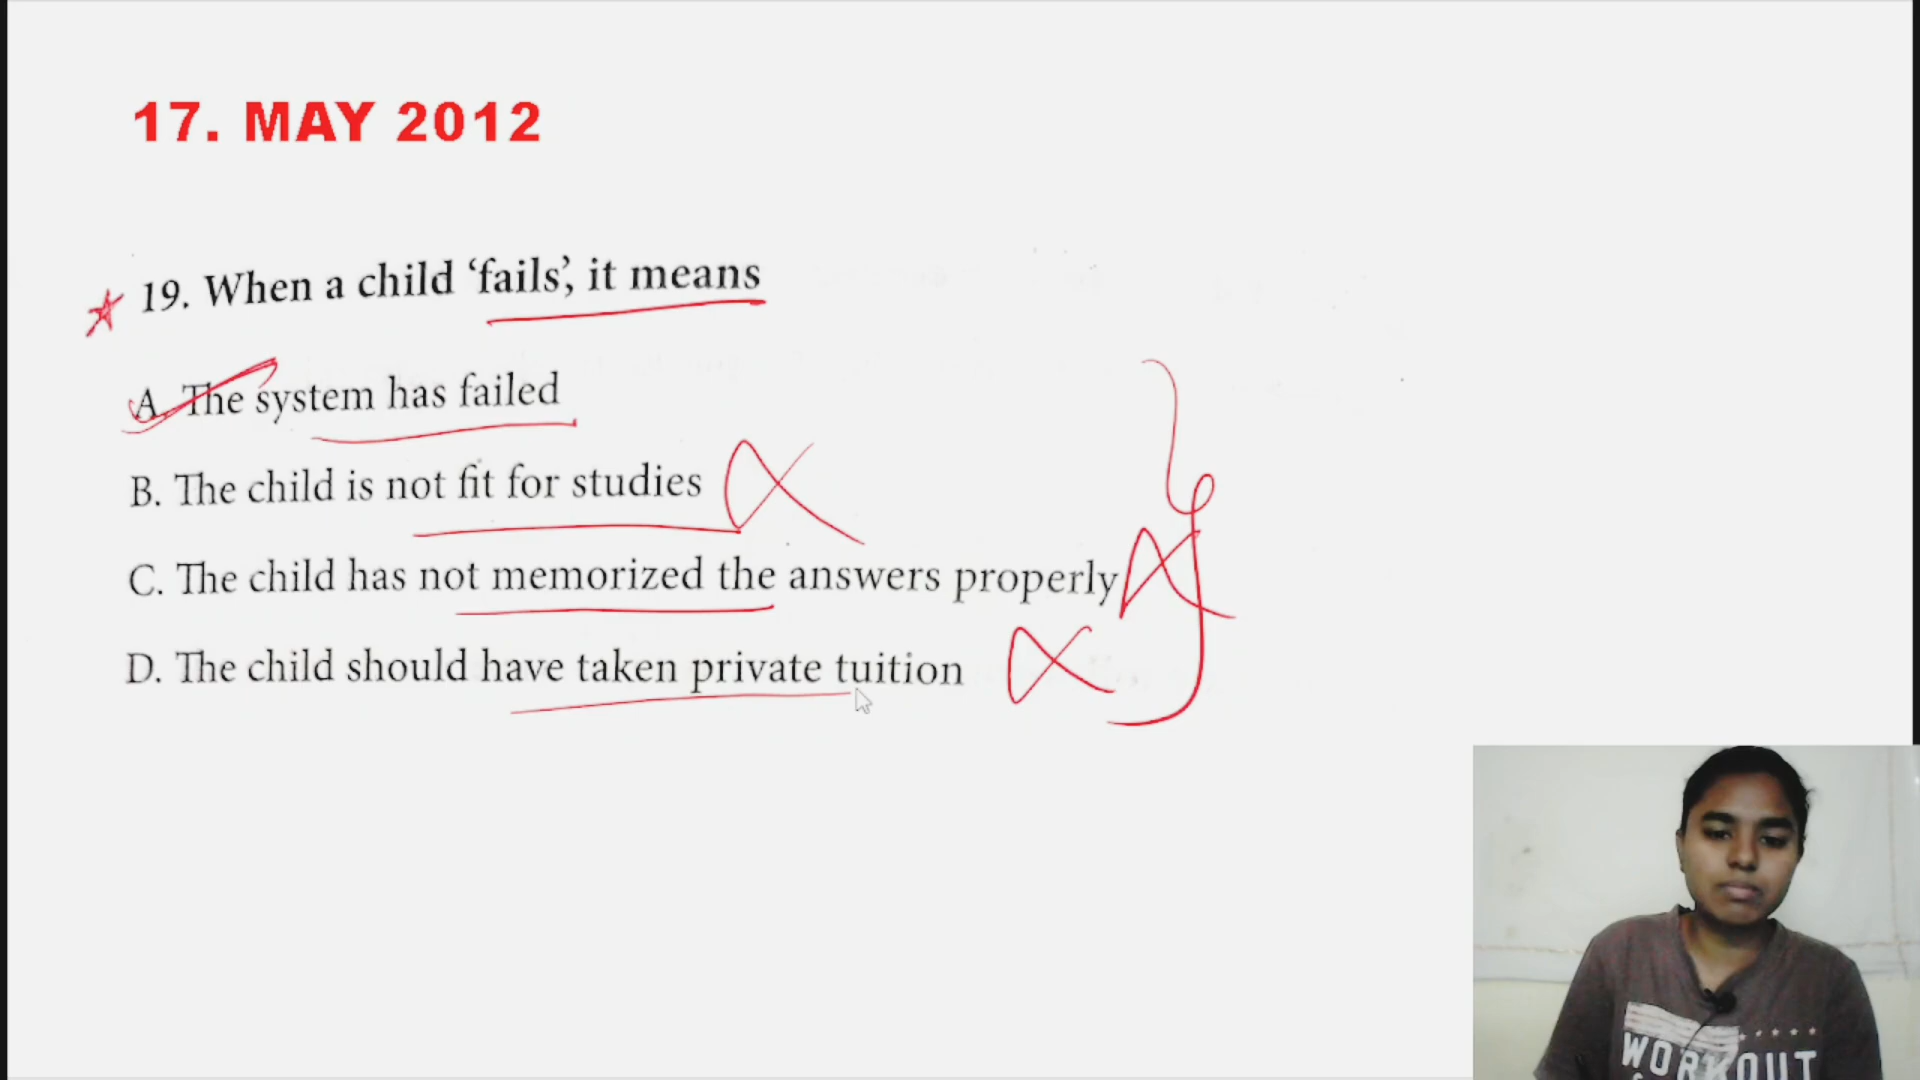 17. MAY 2012
19. When a child ‘fails’, it means
A. The system has failed
B. The child is not fit for studies
C. The child has not memorized the answers properly
D. The child should have taken private tuition
WORKOUT